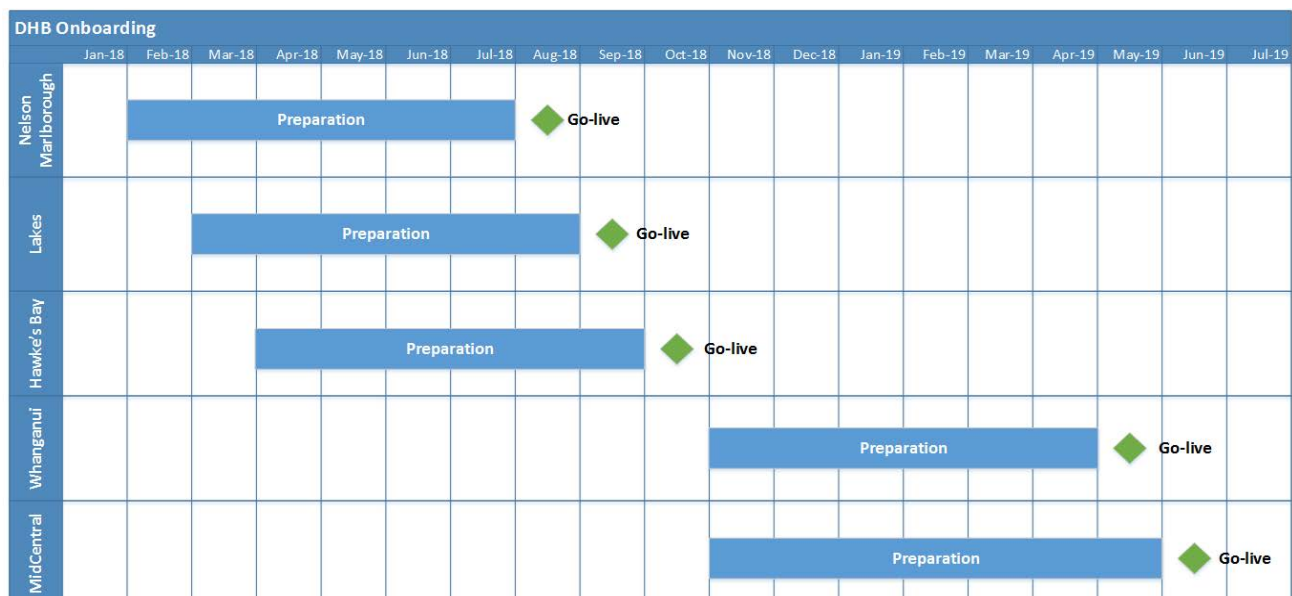 DHB Onboarding
Jan-18 Feb-18 Mar-18 Apr-18 May-18 Jun-18 Jul-18 Aug-18 Sep-18 Oct-18 Nov-18 Dec-18 Jan-19 Feb-19 Mar-19 Apr-19 May-19 Jun-19 Jul-19
Nelson
Marlborough
Preparation
Go-live
Lakes
Preparation
Go-live
Hawke's Bay
Preparation
Go-live
Whanganui
Preparation
Go-live
MidCentral
Preparation
Go-live